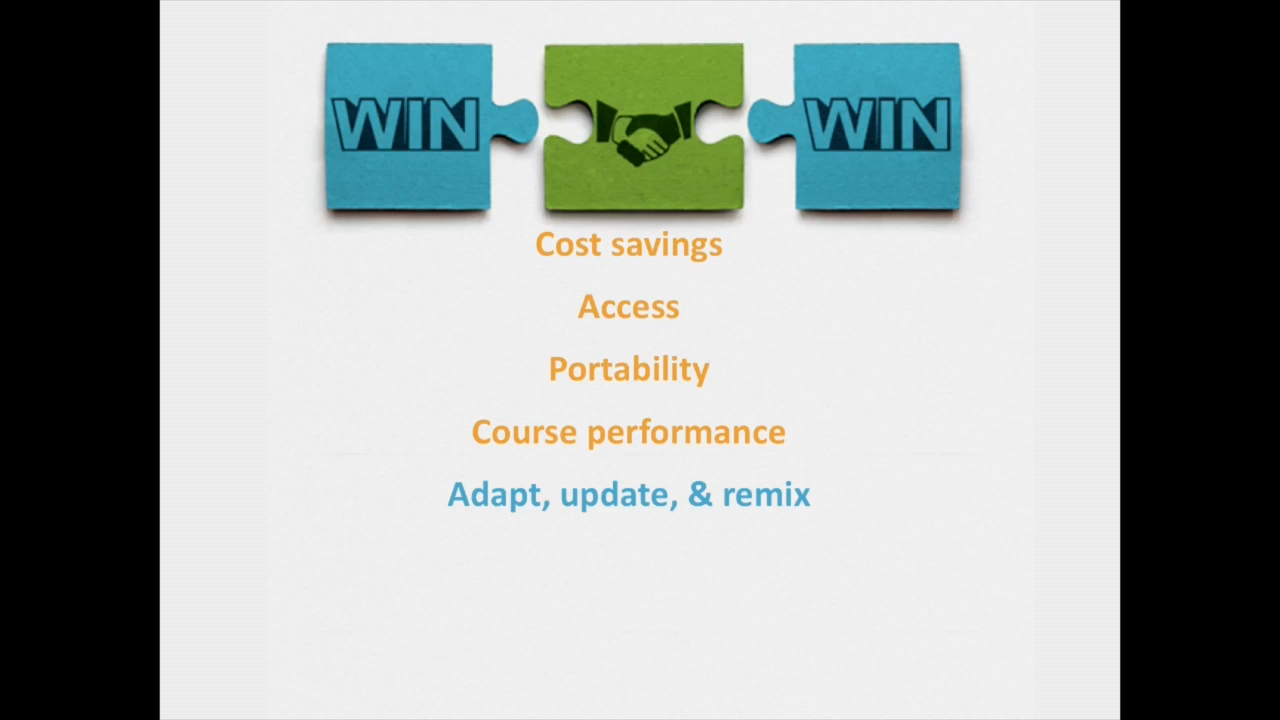 WIN WIN
Cost savings
Access
Portability
Course performance
Adapt, update, & remix